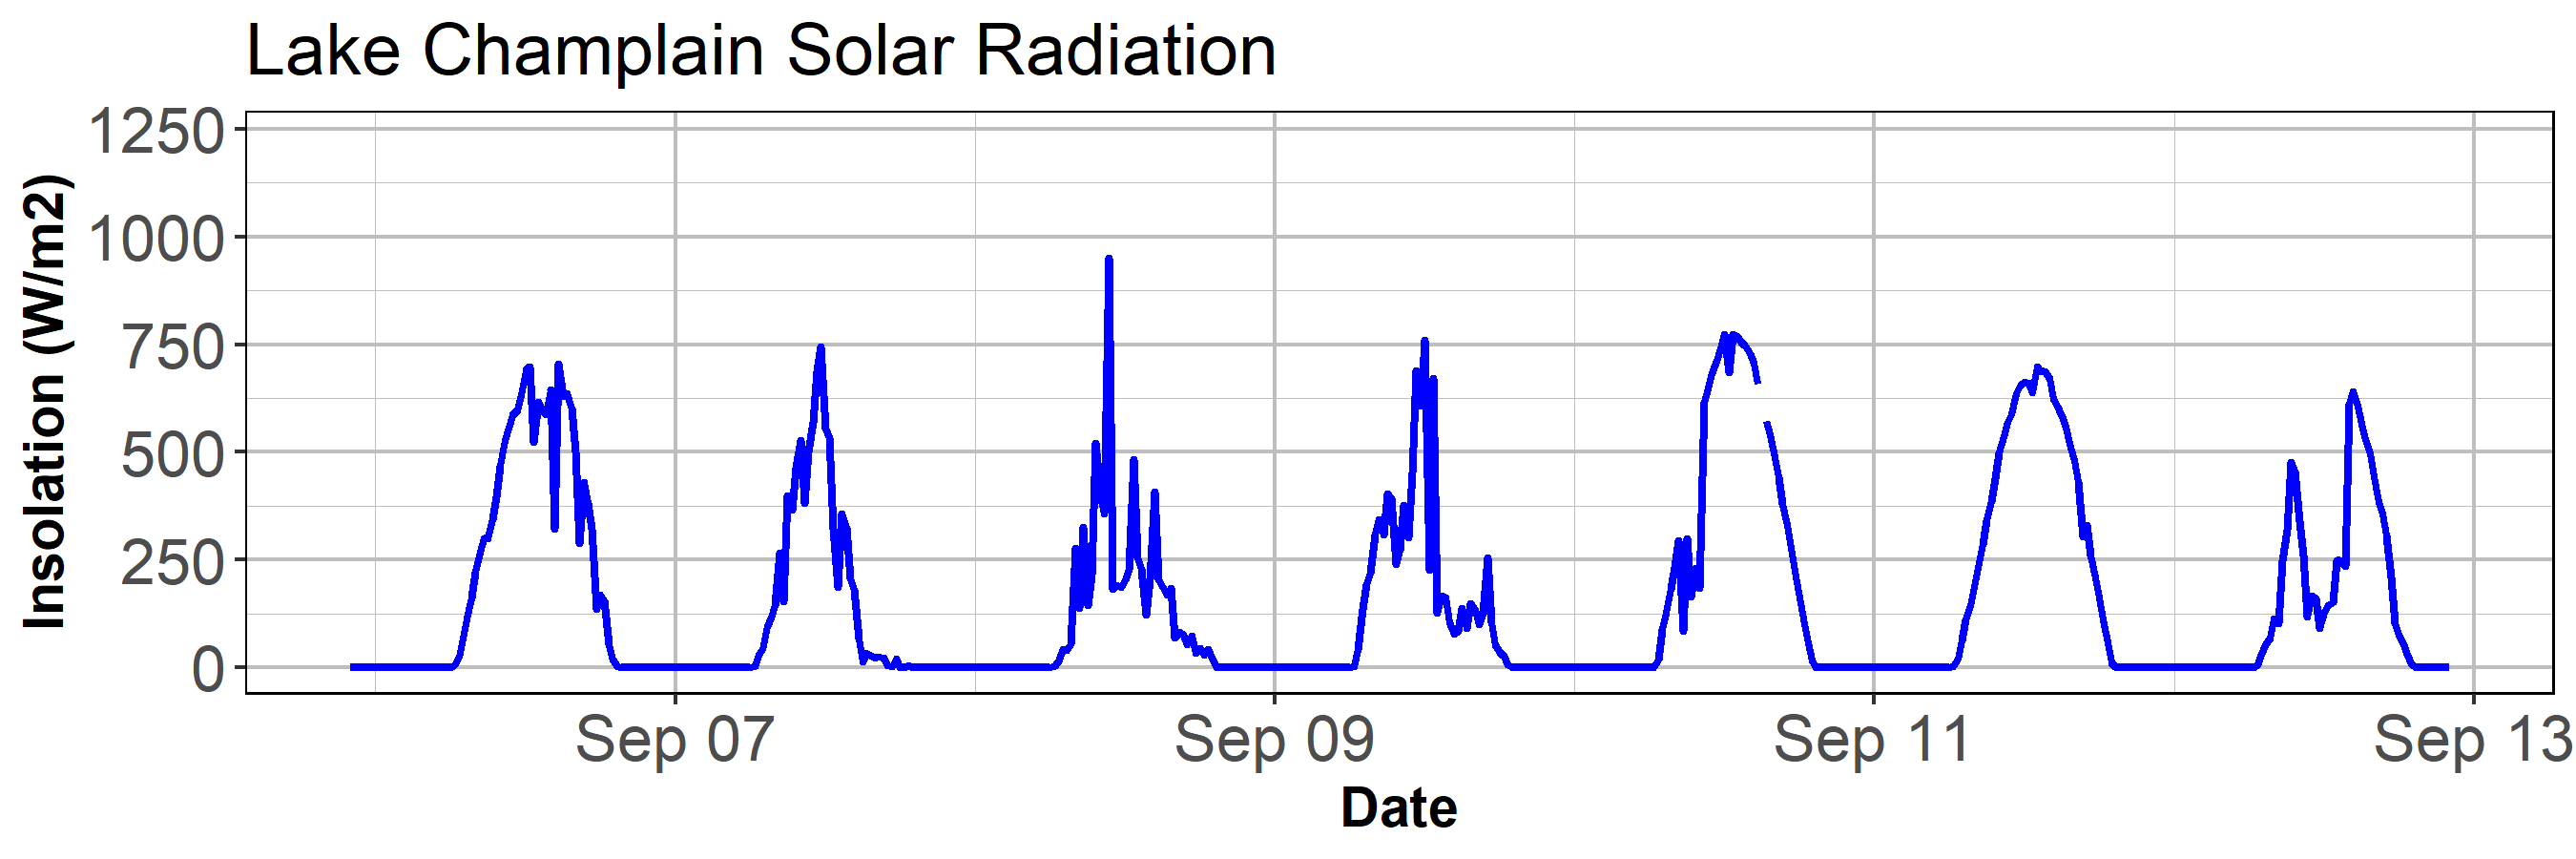 Lake Champlain Solar Radiation
1250
1000
750
500
250
0
Insolation (W/m2)
Sep 07
Sep 09
Sep 11
Sep 13
Date